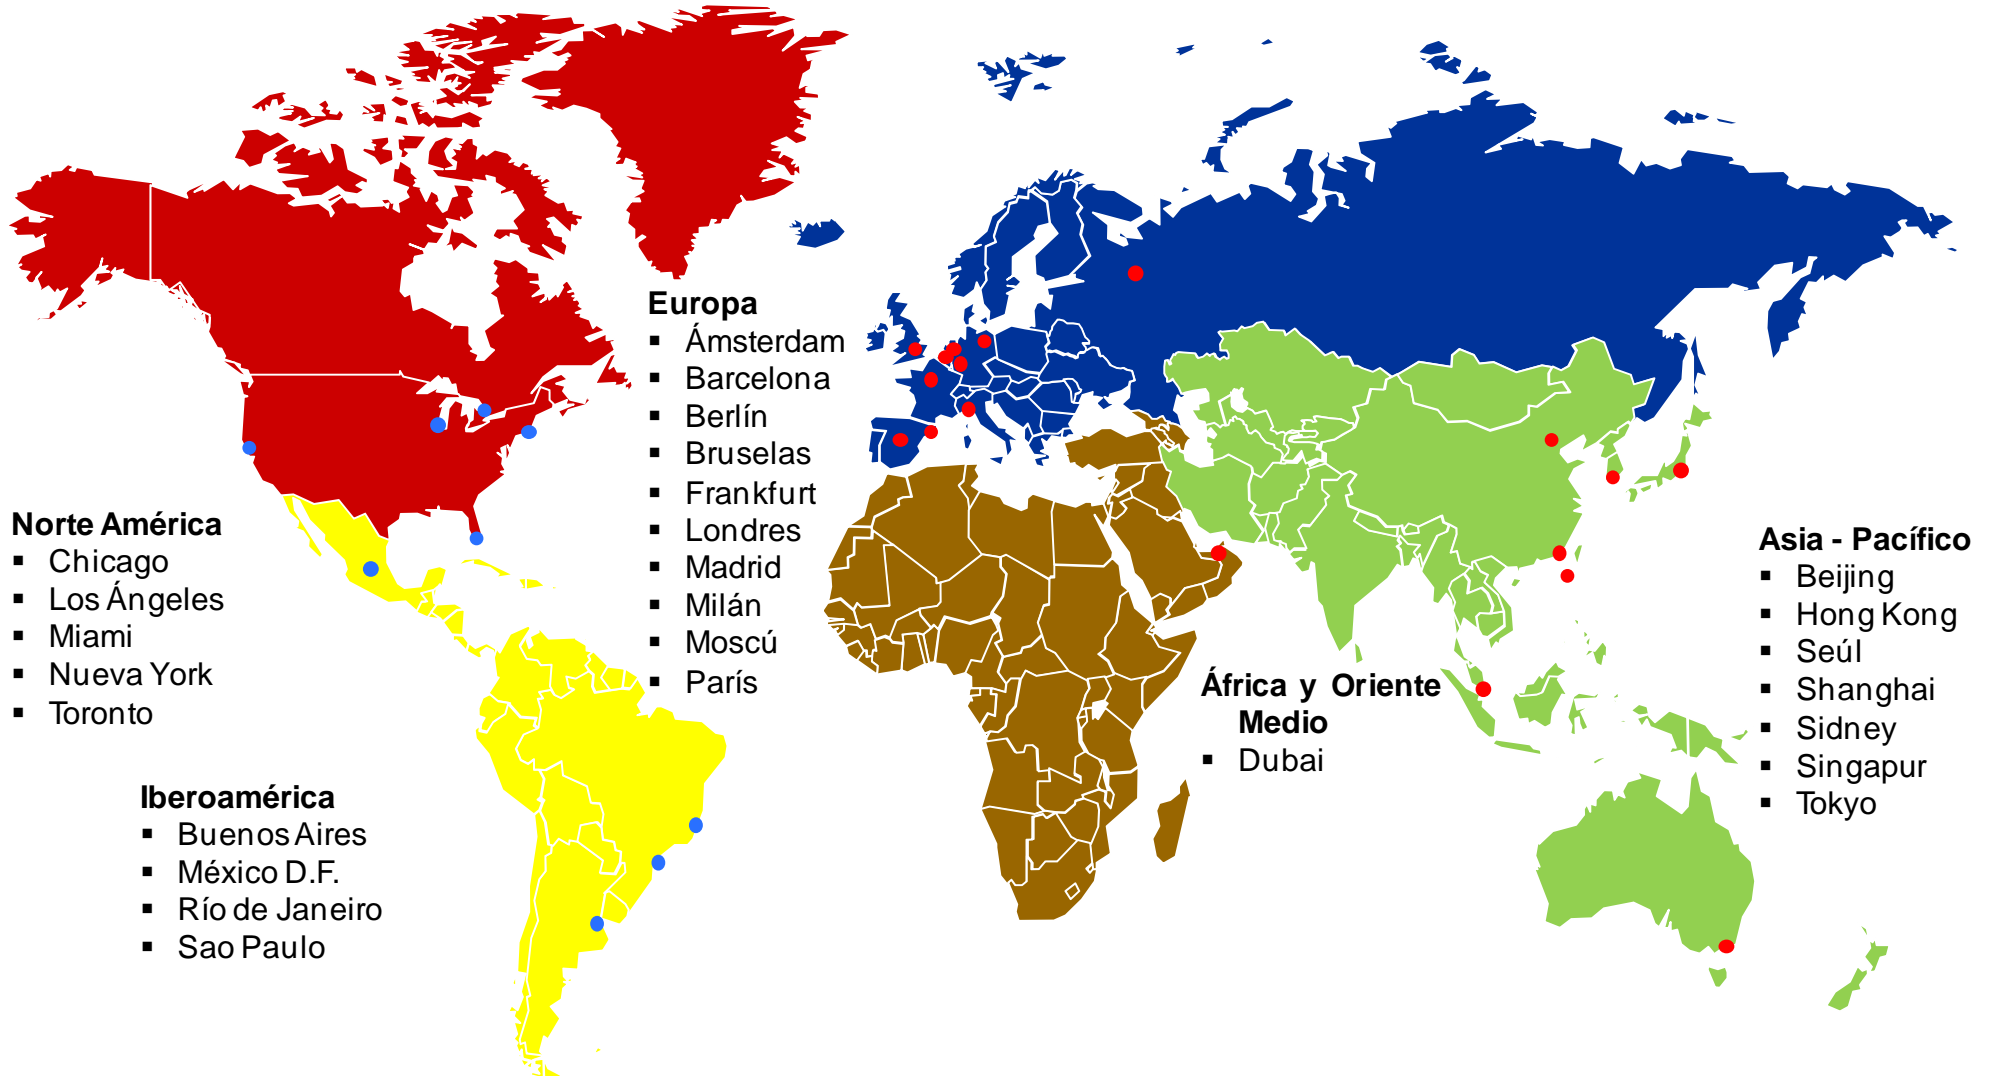 Europa
▪ Ámsterdam
▪ Barcelona
▪ Berlín
▪ Bruselas
▪ Frankfurt
▪ Londres
▪ Madrid
▪ Milán
▪ Moscú
▪ París
Norte América
▪ Chicago
▪ Los Ángeles
▪ Miami
▪ Nueva York
▪ Toronto
Iberoamérica
▪ Buenos Aires
▪ México D.F.
▪ Río de Janeiro
▪ Sao Paulo
África y Oriente
Medio
▪ Dubai
Asia - Pacífico
▪ Beijing
▪ Hong Kong
▪ Seúl
▪ Shanghai
▪ Sidney
▪ Singapur
▪ Tokyo